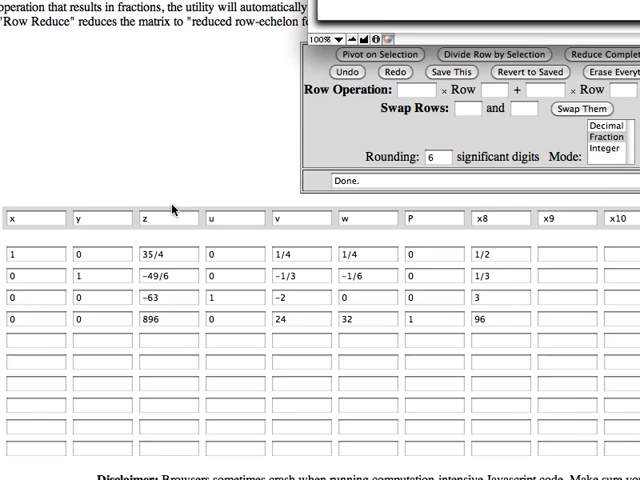 operation that results in fractions, the utility will automatically
"Row Reduce" reduces the matrix to "reduced row-echelon
100%
Pivot on Selection Divide Row by Selection Reduce
Undo Redo Save This Revert to Saved Erase
Row Operation: × Row + × Row
Swap Rows: and Swap Them
Decimal
Fraction
Integer
Rounding: 6 significant digits Mode:
Done.
x y z u v w P x8 x9 x10
1 0 35/4 0 1/4 1/4 0 1/2
0 1 −49/6 0 −1/3 −1/6 0 1/3
0 0 −63 1 −2 0 0 3
0 0 896 0 24 32 1 96
Disclaimer: Browsers sometimes crash when running computation-intensive Javascript code. Make sure